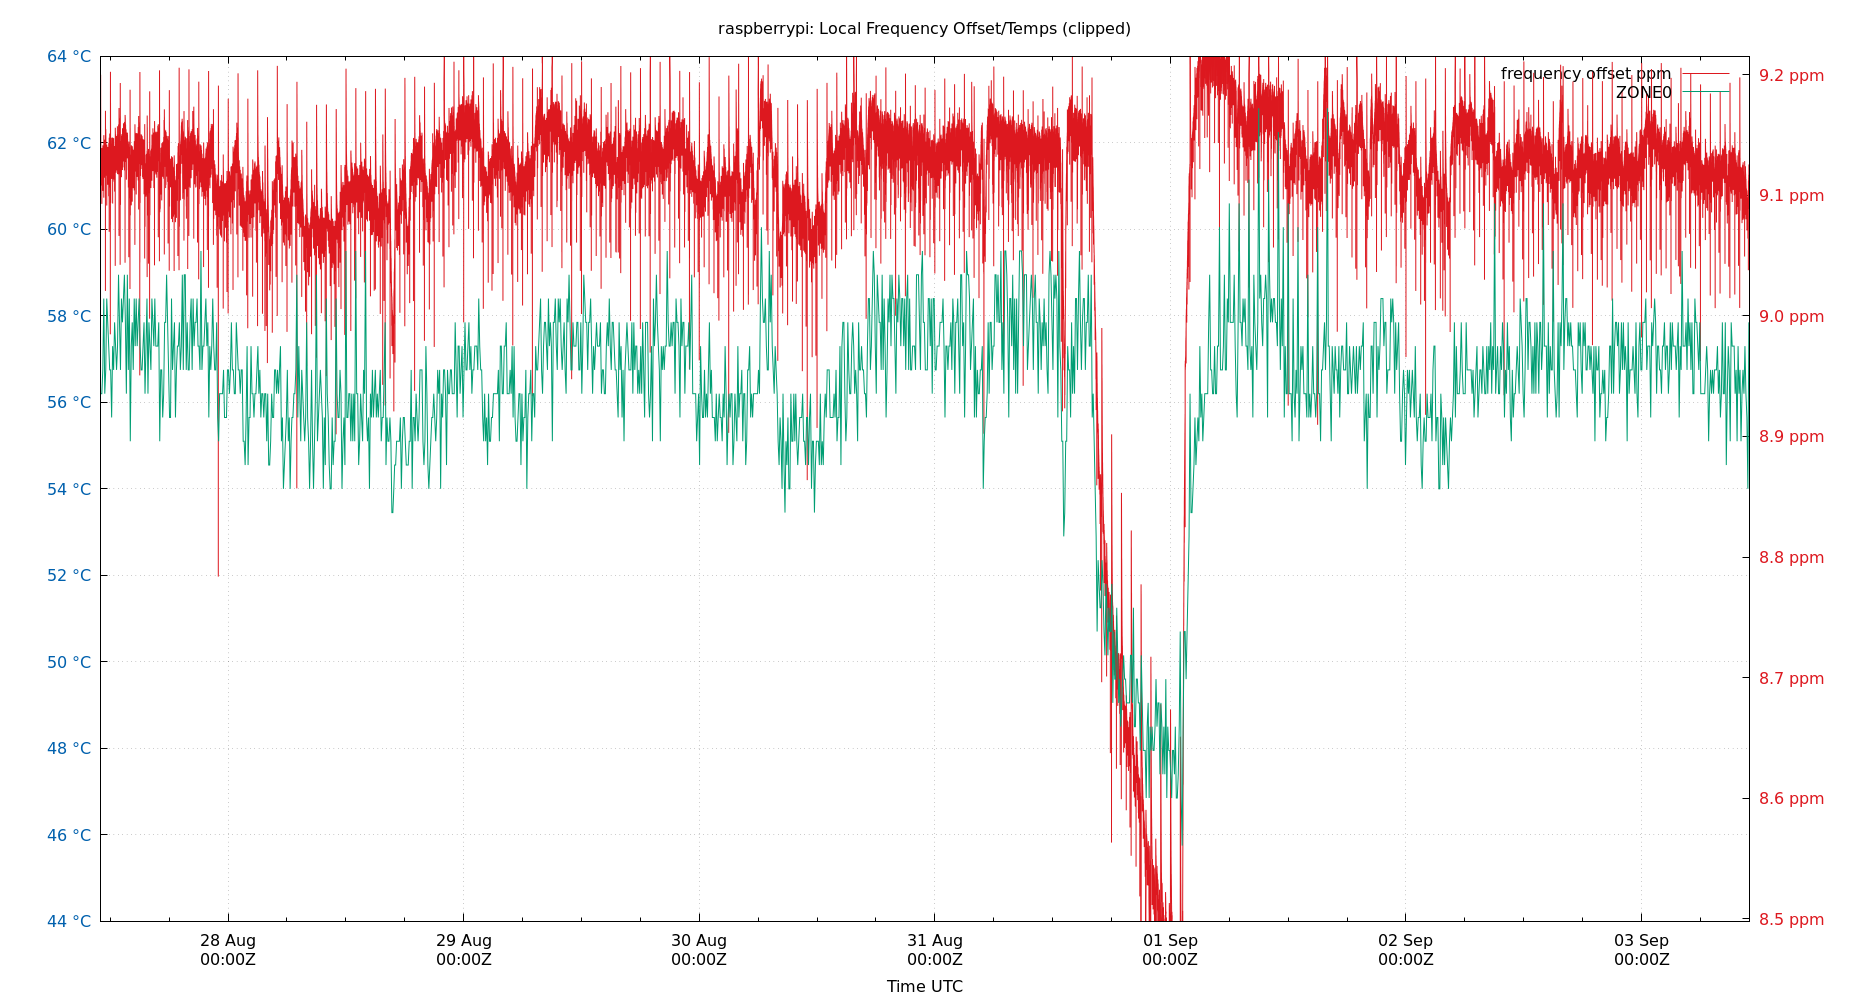 raspberrypi: Local Frequency Offset/Temps (clipped)
64 °C
62 °C
60 °C
58 °C
56 °C
54 °C
52 °C
50 °C
48 °C
46 °C
44 °C
frequency offset ppm
ZONE0
9.2 ppm
9.1 ppm
9.0 ppm
8.9 ppm
8.8 ppm
8.7 ppm
8.6 ppm
8.5 ppm
28 Aug
00:00Z
29 Aug
00:00Z
30 Aug
00:00Z
31 Aug
00:00Z
01 Sep
00:00Z
02 Sep
00:00Z
03 Sep
00:00Z
Time UTC